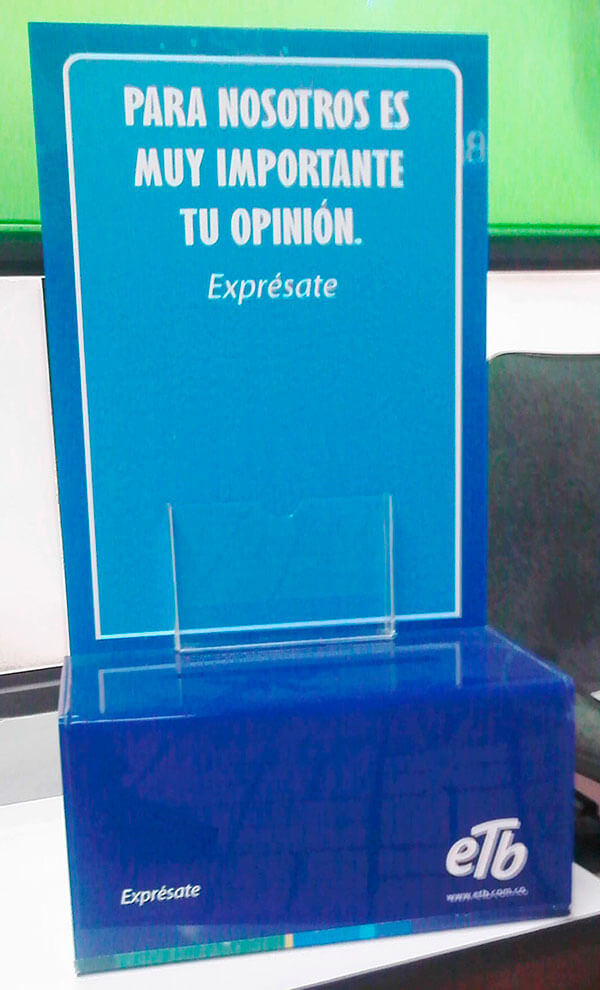 PARA NOSOTROS ES
MUY IMPORTANTE
TU OPINIÓN.
Exprésate
Exprésate
eTb
www.etb.com.co